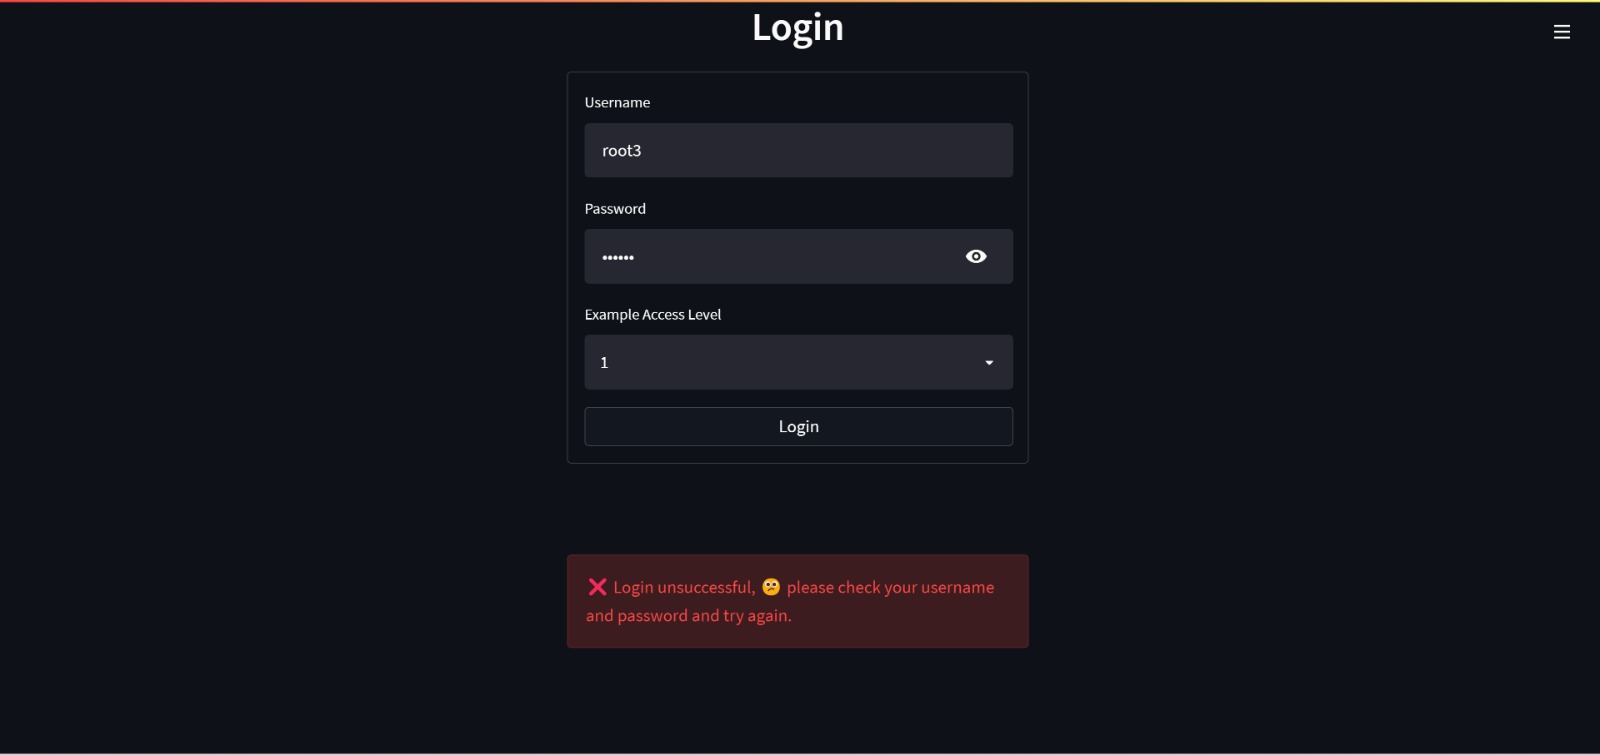 Login
Username
root3
Password
••••••
Example Access Level
1
Login
❌ Login unsuccessful, 😕 please check your username
and password and try again.